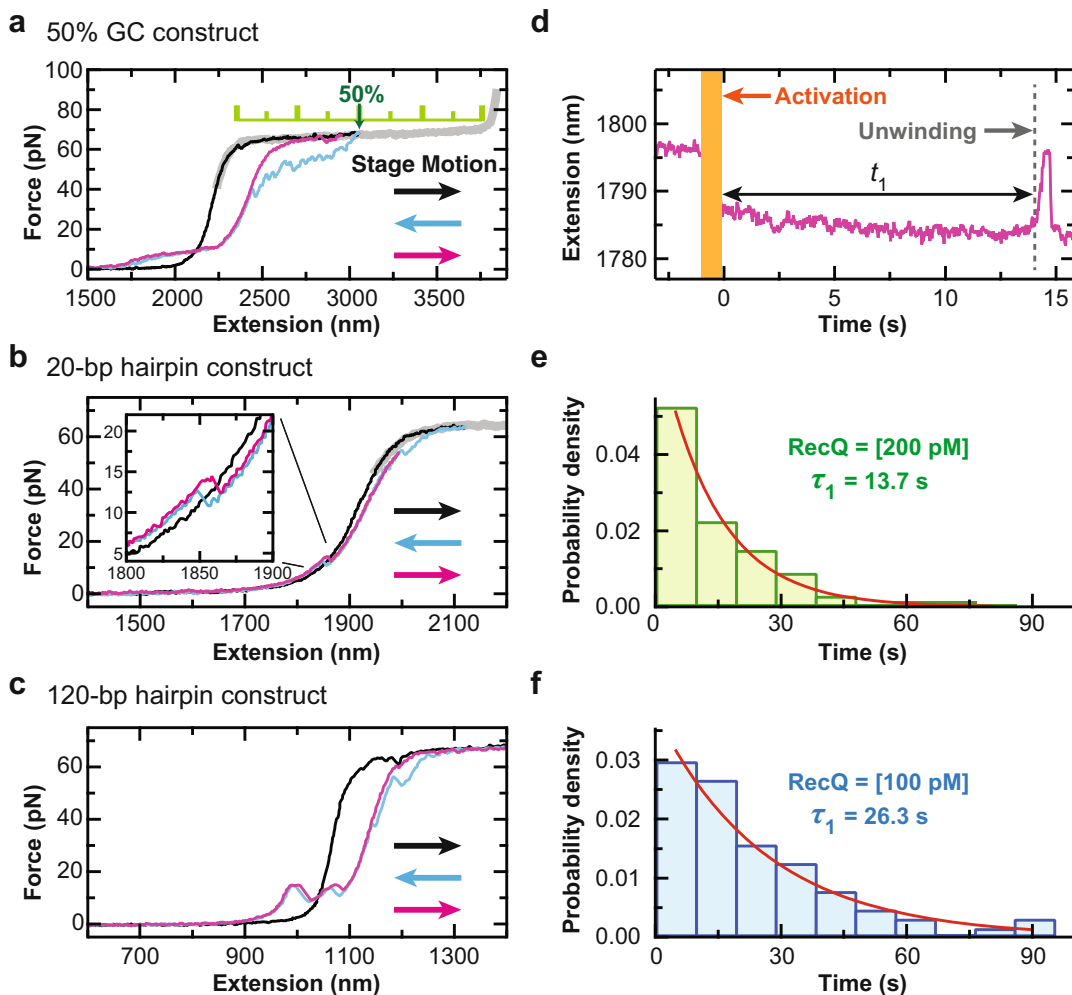 a 50% GC construct
100
80
60
40
20
0
Force (pN)
50%
Stage Motion
1500 2000 2500 3000 3500
Extension (nm)
b 20-bp hairpin construct
60
40
20
0
Force (pN)
20
15
10
5
1800 1850 1900
1500 1700 1900 2100
Extension (nm)
c 120-bp hairpin construct
60
40
20
0
Force (pN)
700 900 1100 1300
Extension (nm)
d
Activation
Unwinding
t1
1800
1790
1780
Extension (nm)
0 5 10 15
Time (s)
e
RecQ = [200 pM]
τ1 = 13.7 s
0.04
0.02
0.00
Probability density
0 30 60 90
Time (s)
f
RecQ = [100 pM]
τ1 = 26.3 s
0.03
0.02
0.01
0.00
Probability density
0 30 60 90
Time (s)